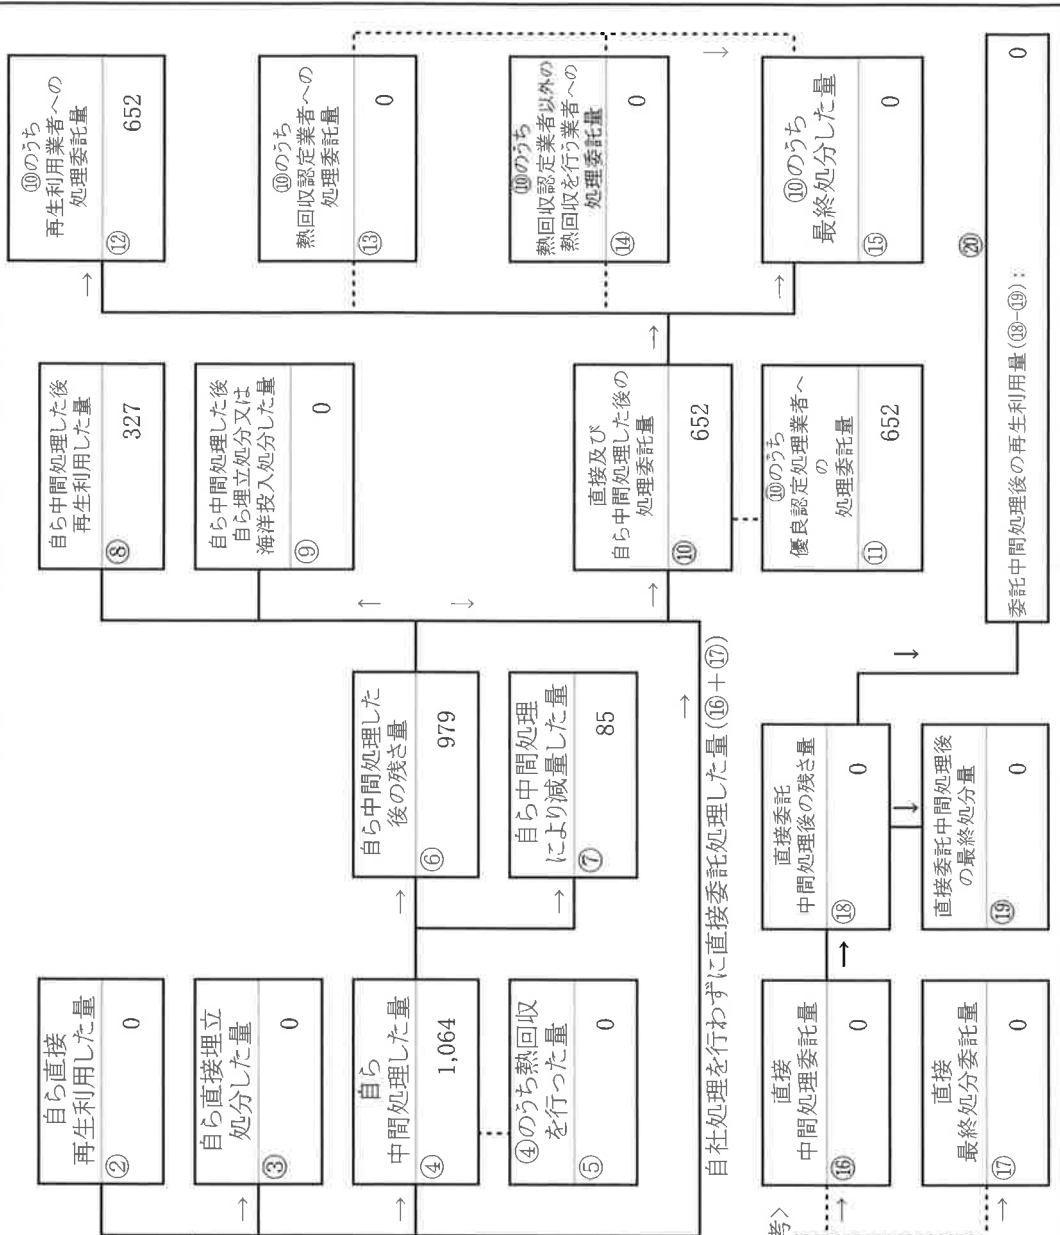 自ら直接
再生利用した量
② 0
自ら直接埋立
処分した量
③ 0
自ら
中間処理した量
④ 1,064
④のうち熱回収
を行った量
⑤ 0
自ら中間処理した
後の残さ量
⑥ 979
自ら中間処理
により減量した量
⑦ 85
自ら中間処理した後
再生利用した量
⑧ 327
自ら中間処理した後
自ら埋立処分又は
海洋投入処分した量
⑨ 0
直接及び
自ら中間処理した後の
処理委託量
⑩ 652
⑩のうち
優良認定処理業者へ
の
処理委託量
⑪ 652
⑩のうち
再生利用業者への
処理委託量
⑫ 652
⑩のうち
熱回収認定業者への
処理委託量
⑬ 0
⑩のうち
熱回収認定業者以外の
熱回収を行う業者への
処理委託量
⑭ 0
⑩のうち
最終処分した量
⑮ 0
自社処理を行わずに直接委託処理した量(⑯+⑰)
考>
直接
中間処理委託量
⑯ 0
直接
最終処分委託量
⑰ 0
直接委託
中間処理後の残さ量
⑱ 0
直接委託中間処理後
の最終処分量
⑲ 0
⑳
委託中間処理後の再生利用量(⑱-⑲): 0